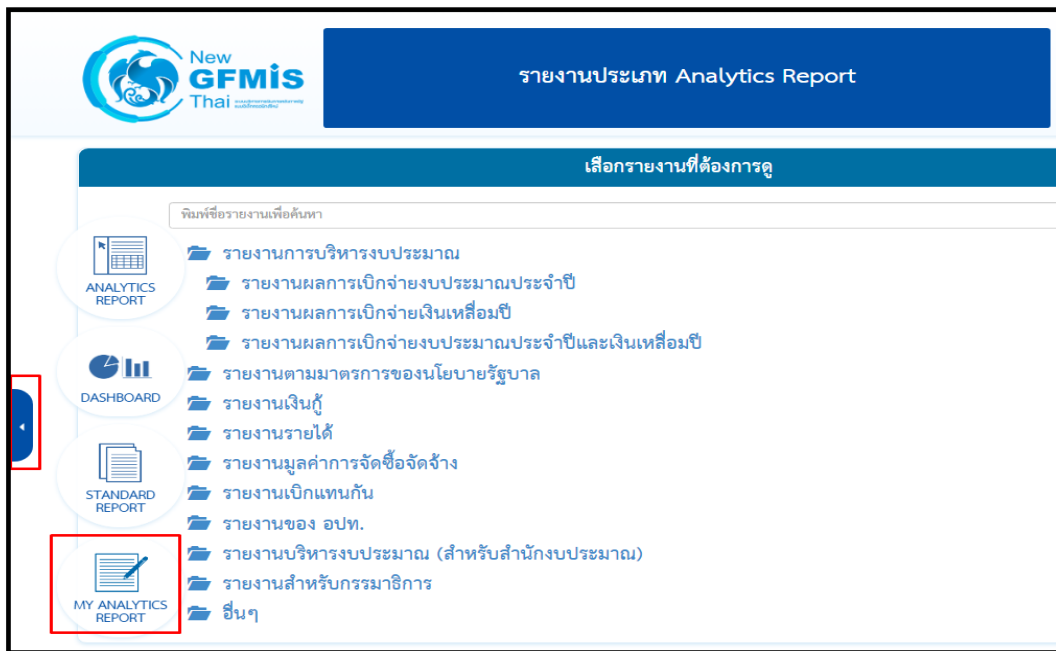 New
GFMiS
Thai
รายงานประเภท Analytics Report
เลือกรายงานที่ต้องการดู
พิมพ์ชื่อรายงานเพื่อค้นหา
รายงานการบริหารงบประมาณ
รายงานผลการเบิกจ่ายงบประมาณประจำปี
รายงานผลการเบิกจ่ายเงินเหลื่อมปี
รายงานผลการเบิกจ่ายงบประมาณประจำปีและเงินเหลื่อมปี
รายงานตามมาตรการของนโยบายรัฐบาล
รายงานเงินกู้
รายงานรายได้
รายงานมูลค่าการจัดซื้อจัดจ้าง
รายงานเบิกแทนกัน
รายงานของ อปท.
รายงานบริหารงบประมาณ (สำหรับสำนักงบประมาณ)
รายงานสำหรับกรรมาธิการ
อื่นๆ
ANALYTICS
REPORT
DASHBOARD
STANDARD
REPORT
MY ANALYTICS
REPORT